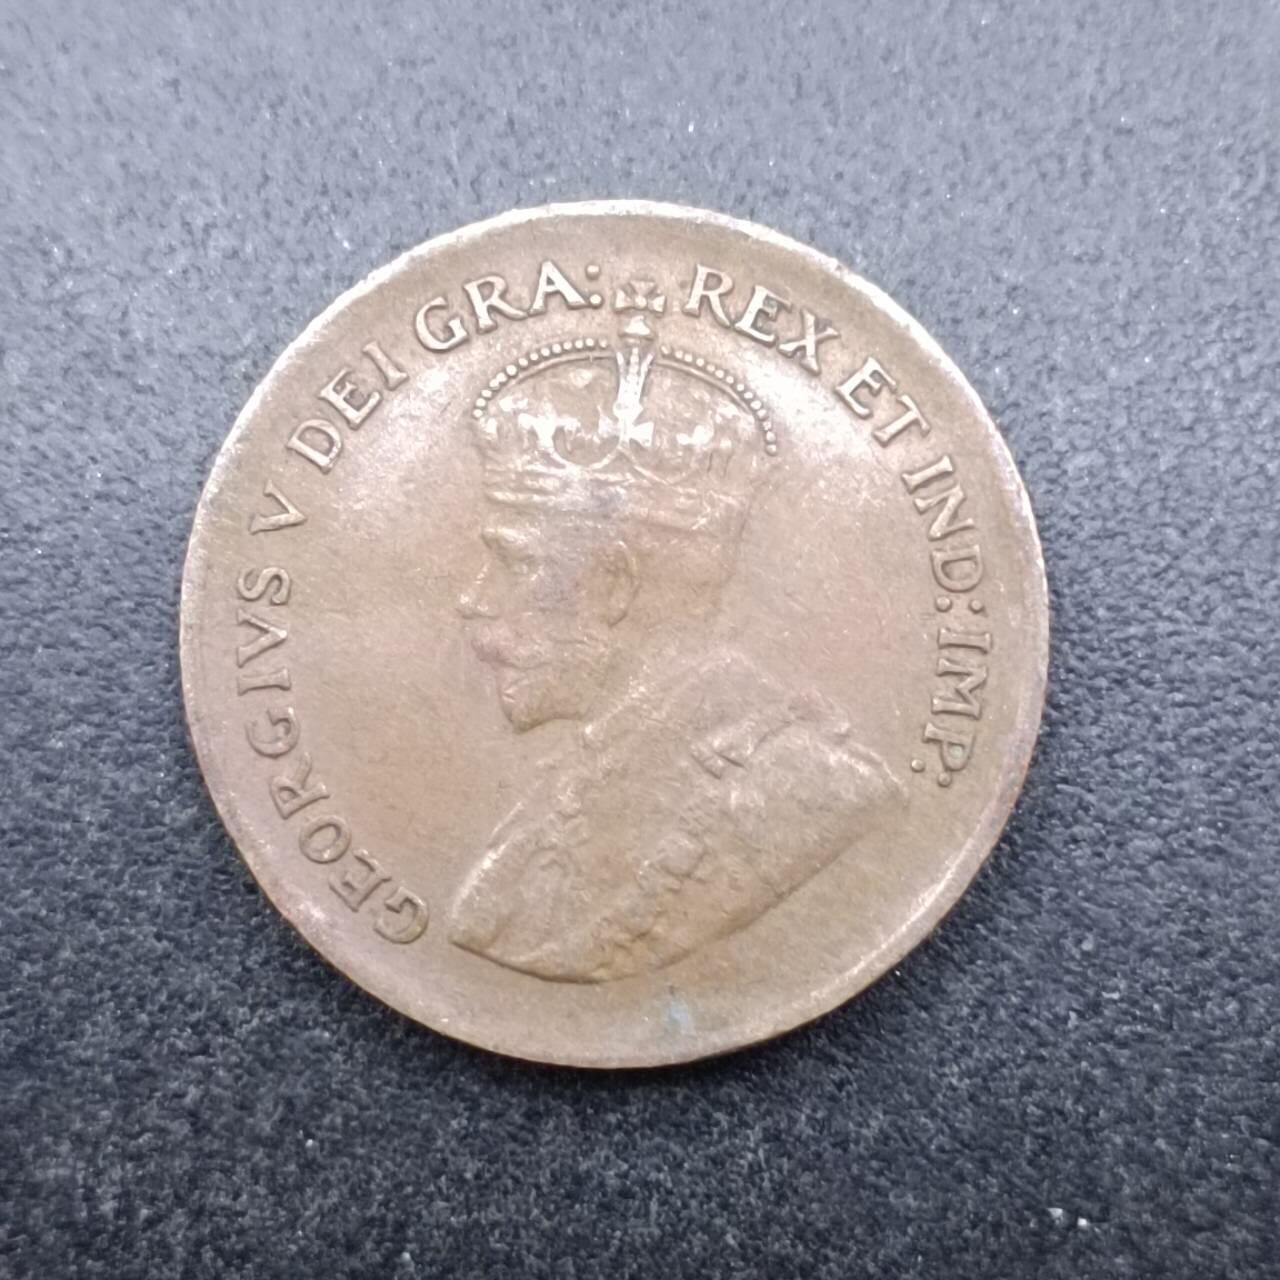 GEORGIVS V DEI GRA: REX ET IND: IMP: